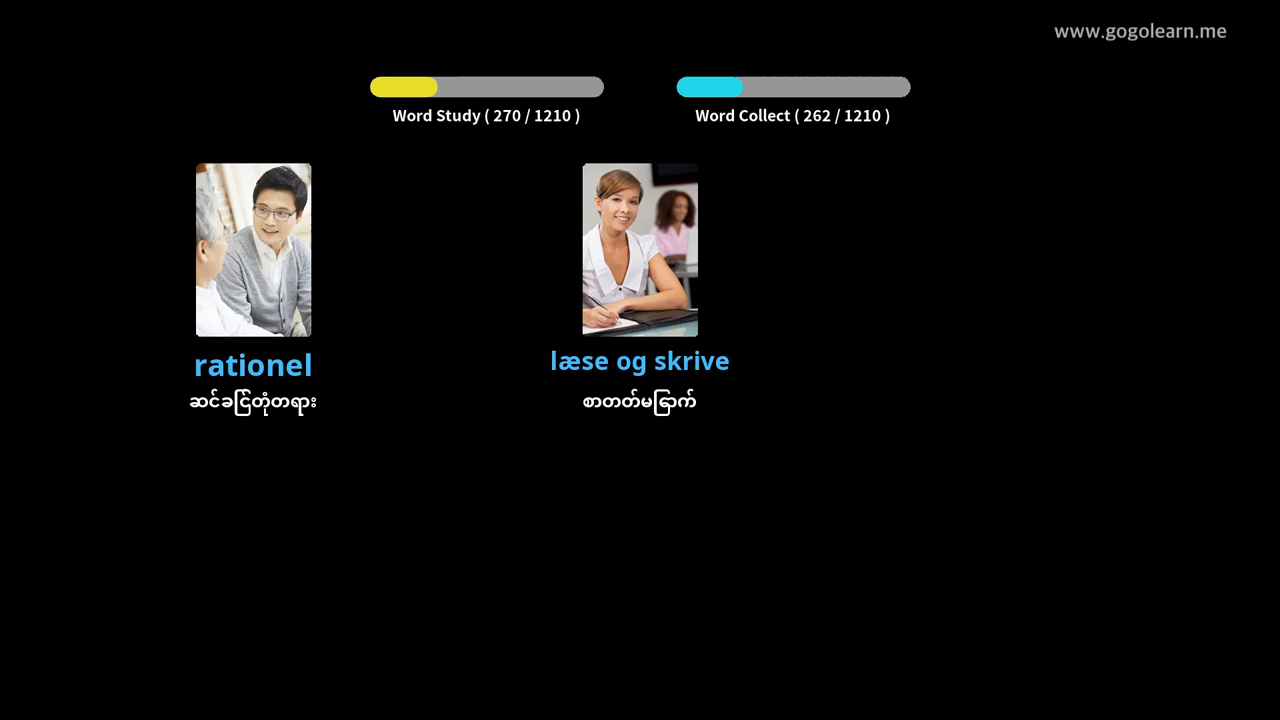 www.gogolearn.me
Word Study ( 270 / 1210 )
Word Collect ( 262 / 1210 )
rationel
læse og skrive
ဆင်ခြင်တုံတရား
စာတတ်မြောက်